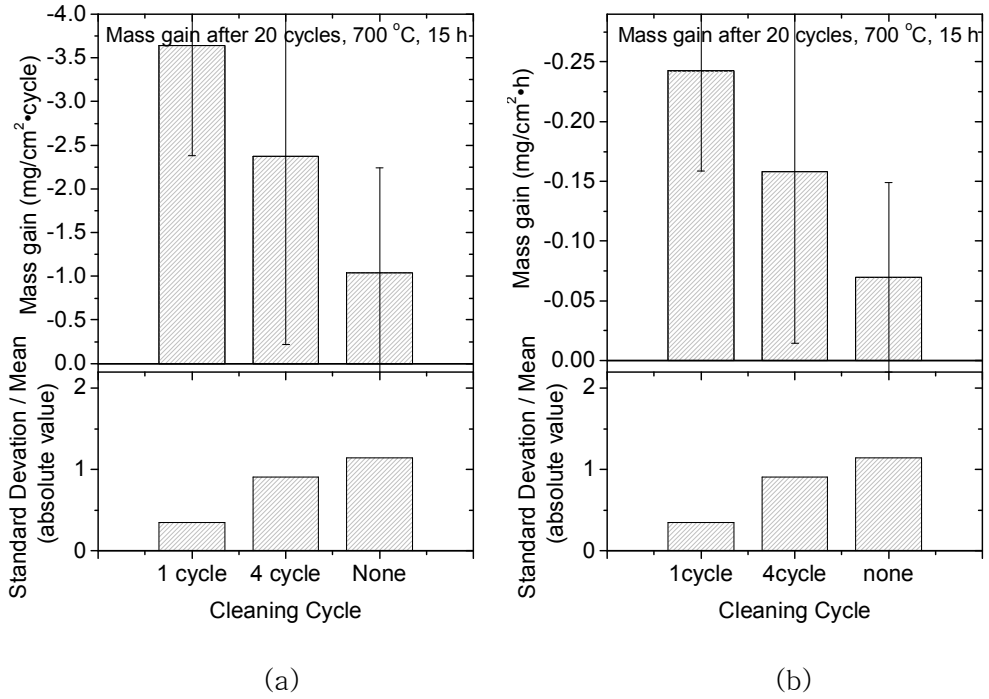 Mass gain after 20 cycles, 700 °C, 15 h
Mass gain (mg/cm²•cycle)
-4.0
-3.5
-3.0
-2.5
-2.0
-1.5
-1.0
-0.5
0.0
Standard Devation / Mean
(absolute value)
2
1
0
1 cycle 4 cycle None
Cleaning Cycle
(a)
Mass gain after 20 cycles, 700 °C, 15 h
Mass gain (mg/cm²•h)
-0.25
-0.20
-0.15
-0.10
-0.05
0.00
Standard Devation / Mean
(absolute value)
2
1
0
1cycle 4cycle none
Cleaning Cycle
(b)